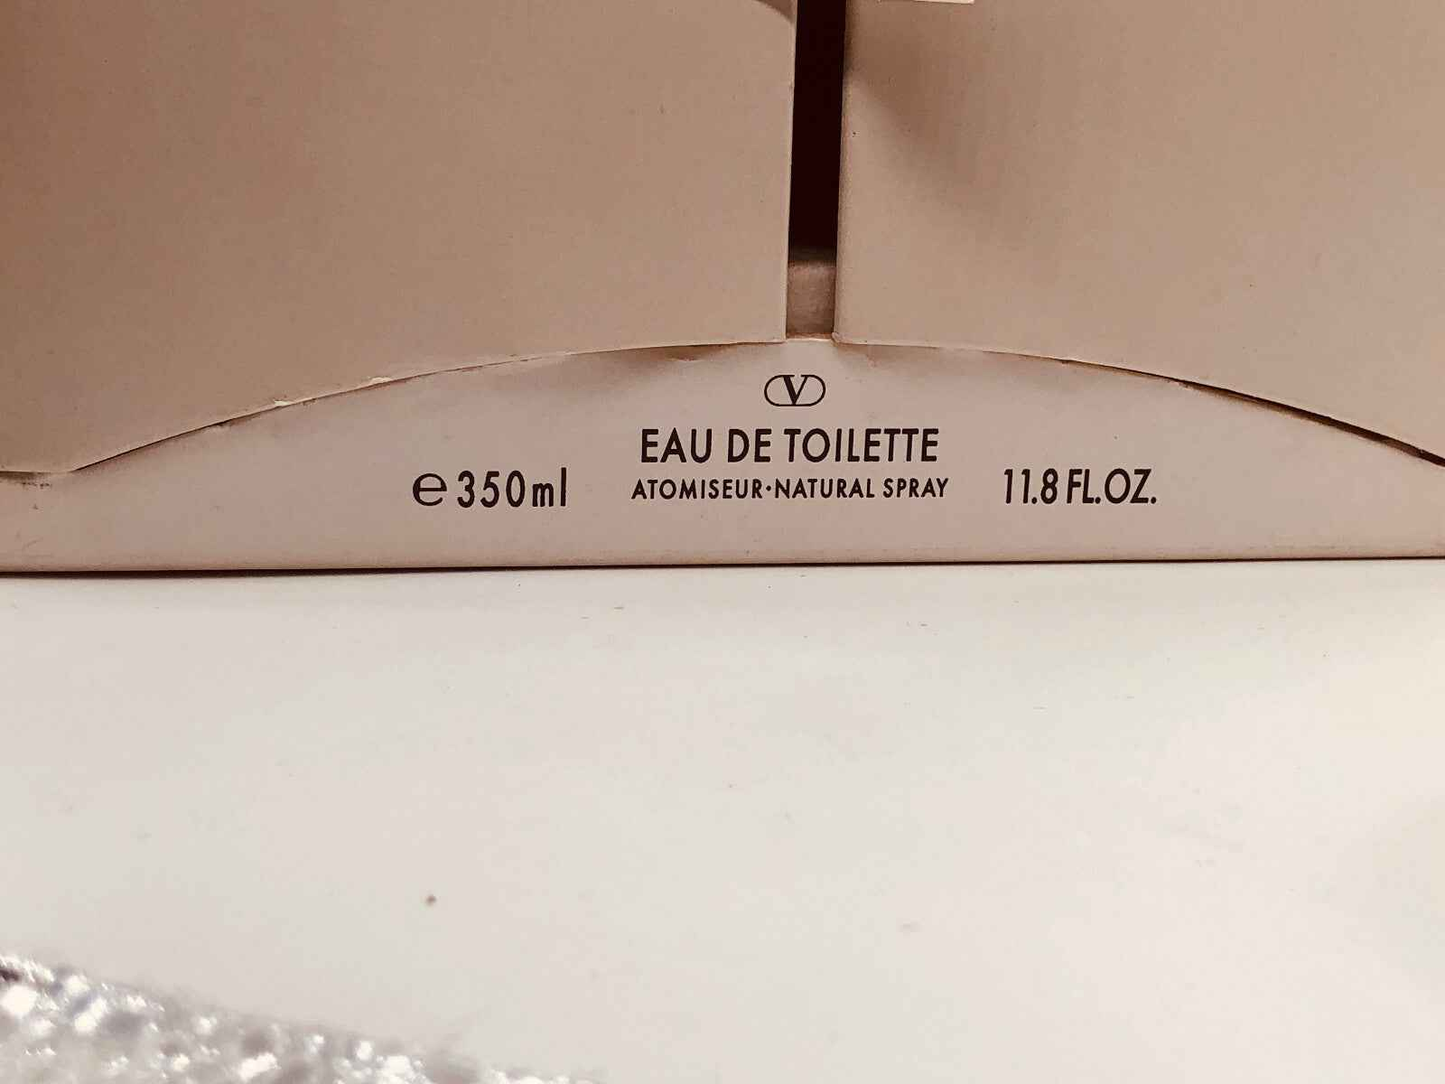 V
EAU DE TOILETTE
℮ 350ml ATOMISEUR·NATURAL SPRAY 11.8 FL.OZ.